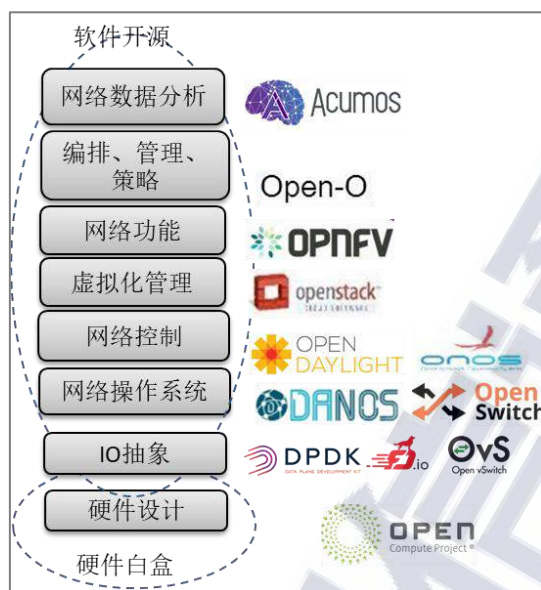 软件开源
网络数据分析
Acumos
编排、管理、
策略
Open-O
网络功能
OPNFV
虚拟化管理
openstack™
网络控制
OPEN
DAYLIGHT
onos
网络操作系统
DANOS
Open
Switch
IO抽象
DPDK
DATA PLANE DEVELOPMENT KIT
.io
OvS
Open vSwitch
硬件设计
OPEN
Compute Project®
硬件白盒